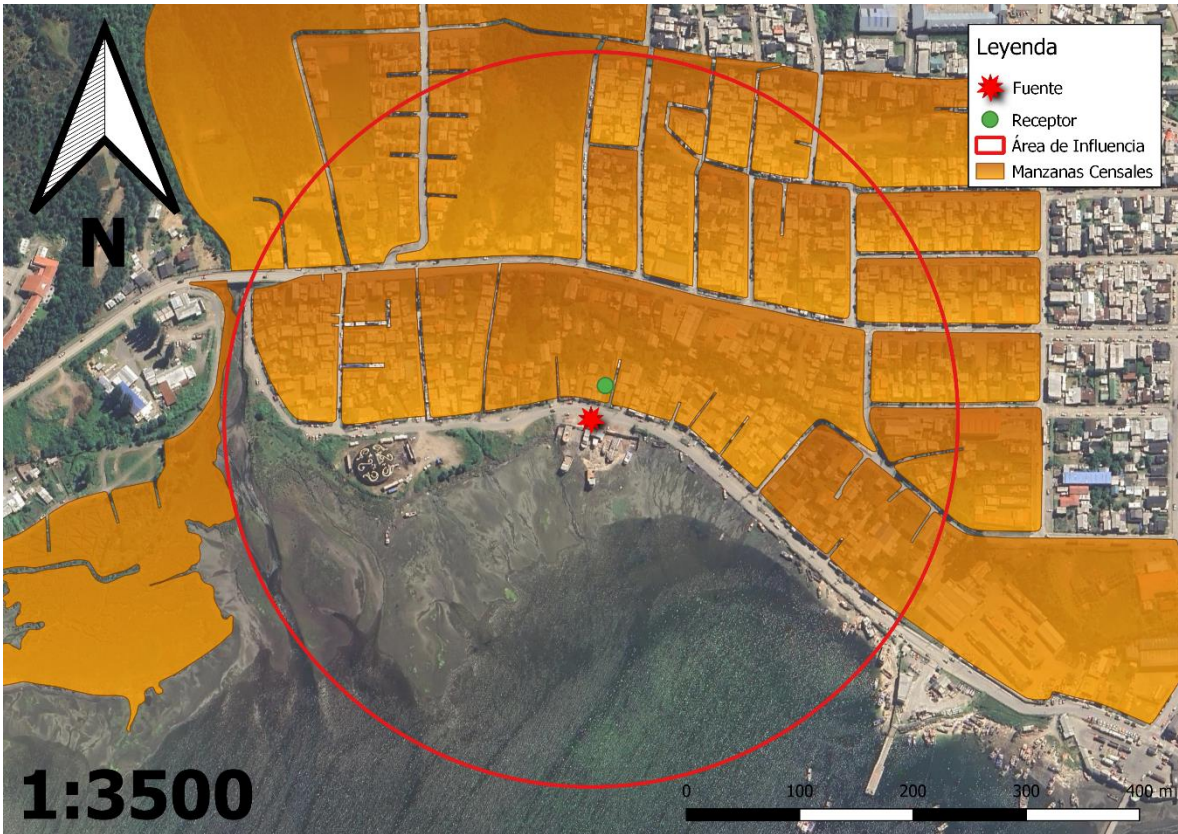 Leyenda
Fuente
Receptor
Área de Influencia
Manzanas Censales
N
1:3500
0 100 200 300 400 m